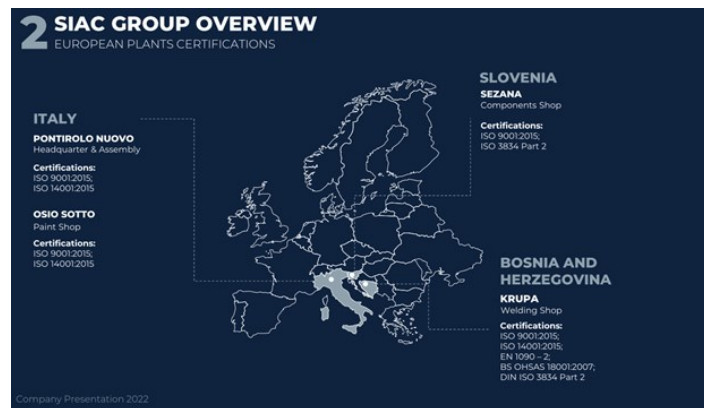 2 SIAC GROUP OVERVIEW
EUROPEAN PLANTS CERTIFICATIONS
ITALY
PONTIROLO NUOVO
Headquarter & Assembly
Certifications:
ISO 9001:2015;
ISO 14001:2015
OSIO SOTTO
Paint Shop
Certifications:
ISO 9001:2015;
ISO 14001:2015
SLOVENIA
SEZANA
Components Shop
Certifications:
ISO 9001:2015;
ISO 3834 Part 2
BOSNIA AND
HERZEGOVINA
KRUPA
Welding Shop
Certifications:
ISO 9001:2015;
ISO 14001:2015;
EN 1090 – 2;
BS OHSAS 18001:2007;
DIN ISO 3834 Part 2
Company Presentation 2022